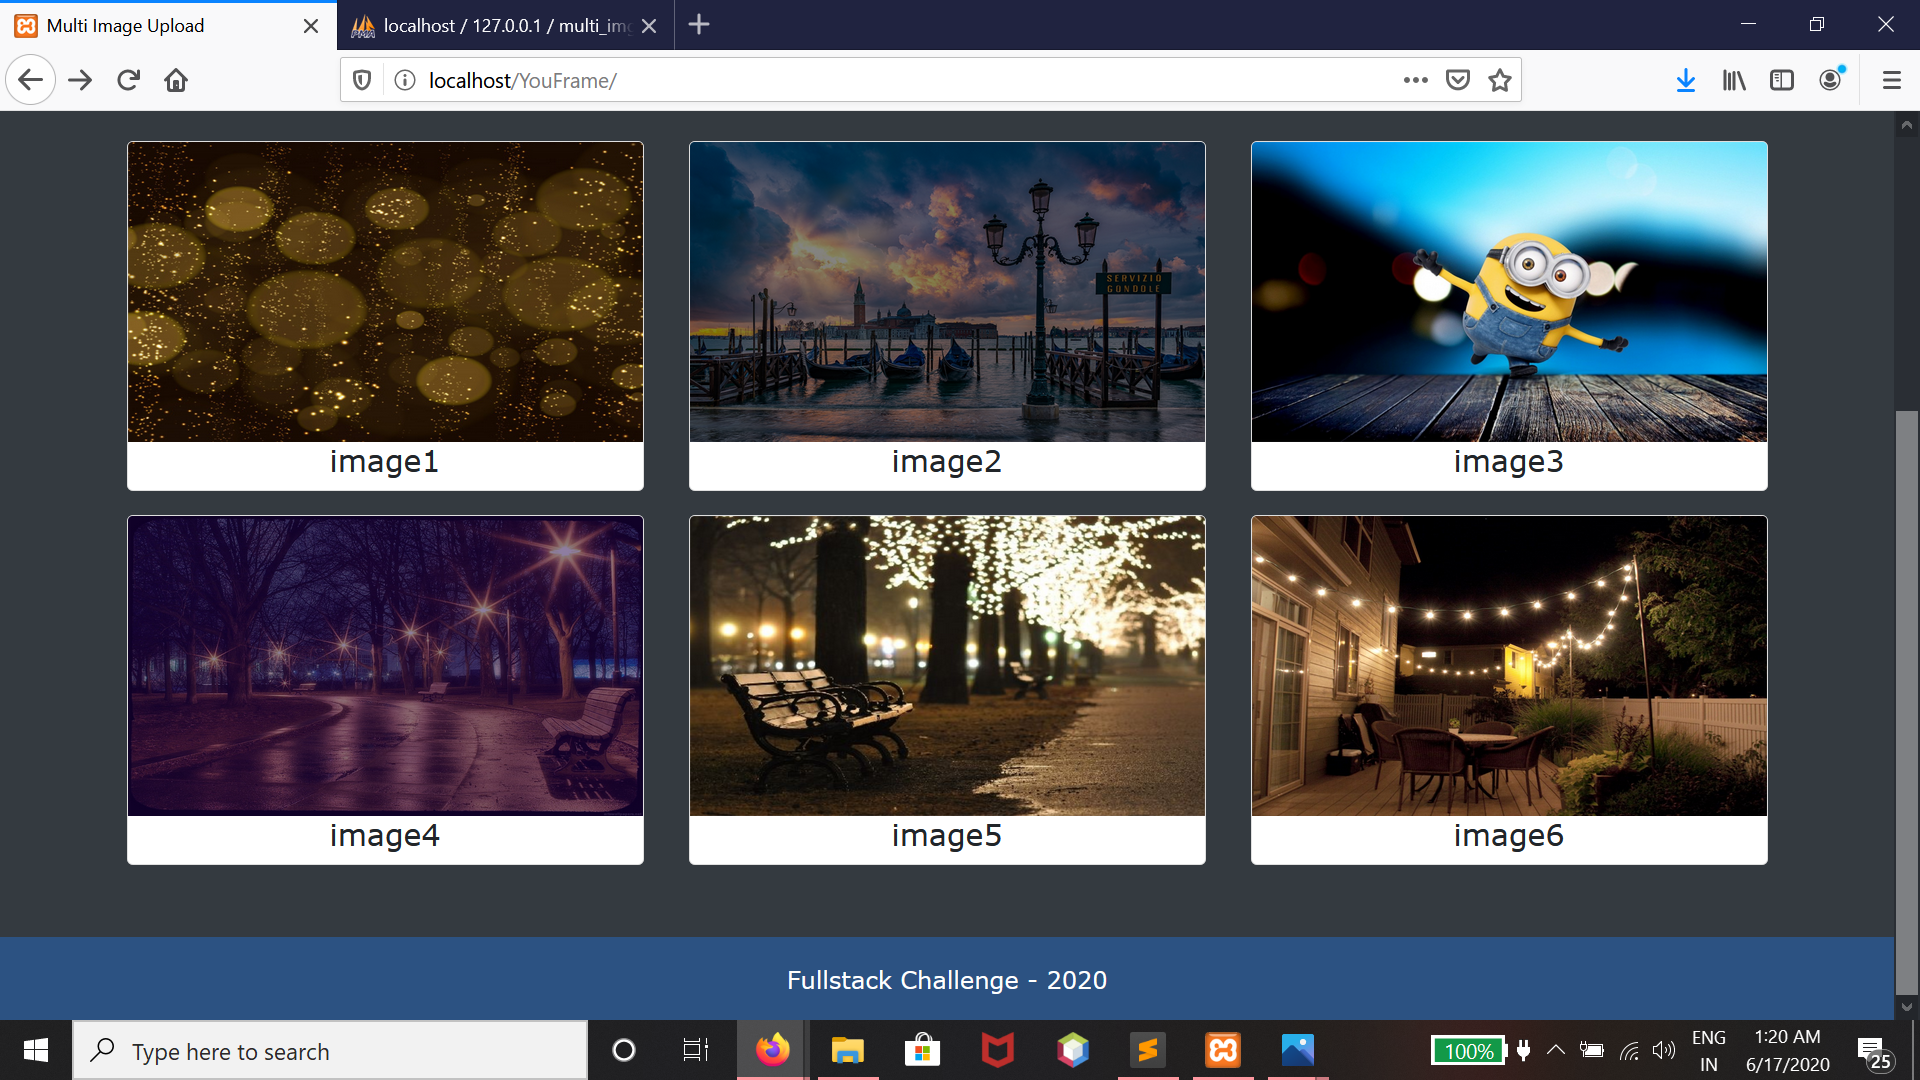 Multi Image Upload
localhost / 127.0.0.1 / multi_img
localhost/YouFrame/
SERVIZIO
GONDOLE
image1
image2
image3
image4
image5
image6
Fullstack Challenge - 2020
Type here to search
100%
ENG
IN
1:20 AM
6/17/2020
25